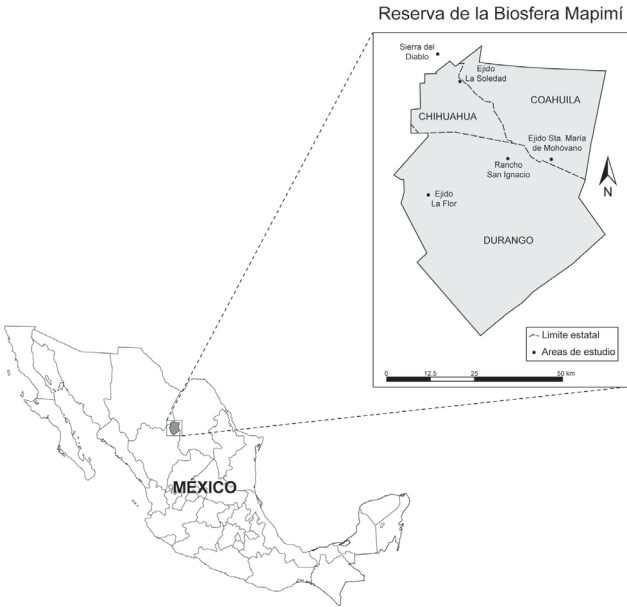 Reserva de la Biosfera Mapimí
Sierra del
Diablo
Ejido
La Soledad
COAHUILA
CHIHUAHUA
Ejido Sta. María
de Mohóvano
Rancho
San Ignacio
N
Ejido
La Flor
DURANGO
Limite estatal
Areas de estudio
0 12.5 25 50 km
MÉXICO